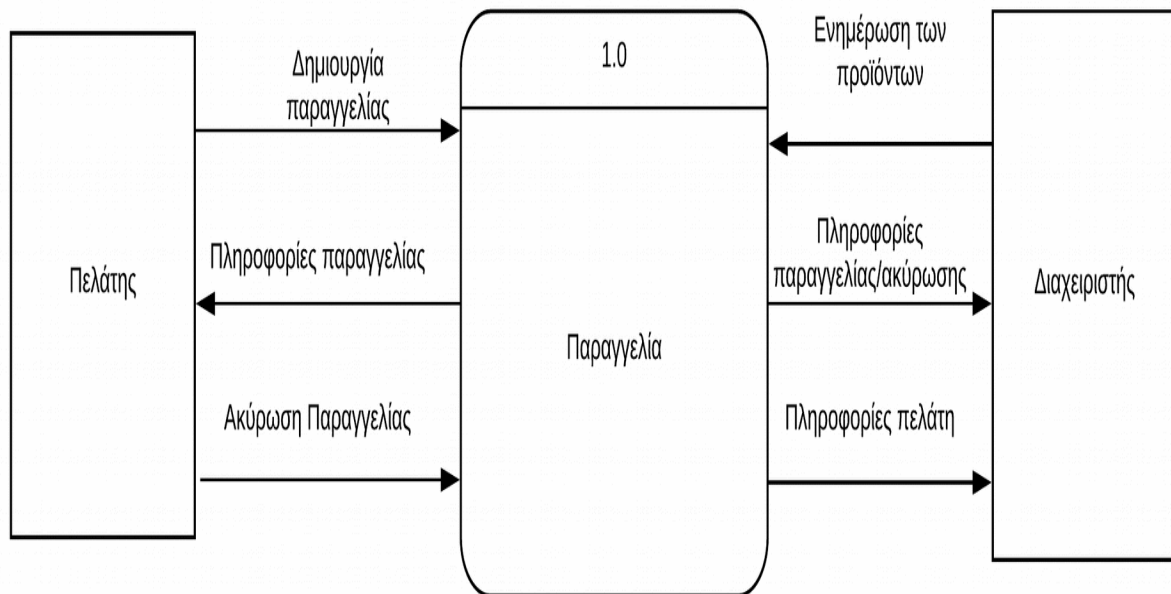 Πελάτης
Δημιουργία
παραγγελίας
Πληροφορίες παραγγελίας
Ακύρωση Παραγγελίας
1.0
Παραγγελία
Ενημέρωση των
προϊόντων
Πληροφορίες
παραγγελίας/ακύρωσης
Πληροφορίες πελάτη
Διαχειριστής